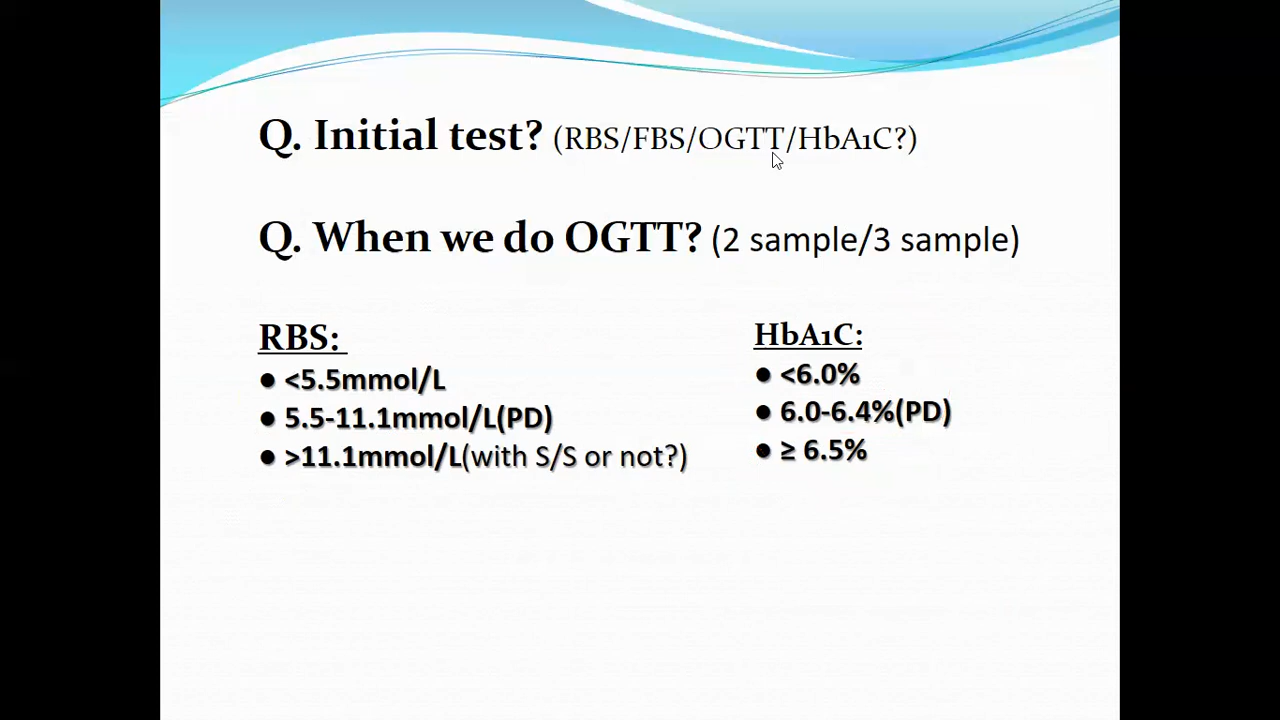 Q. Initial test? (RBS/FBS/OGTT/HbA1C?)
Q. When we do OGTT? (2 sample/3 sample)
RBS:
● <5.5mmol/L
● 5.5-11.1mmol/L(PD)
● >11.1mmol/L(with S/S or not?)
HbA1C:
● <6.0%
● 6.0-6.4%(PD)
● ≥ 6.5%